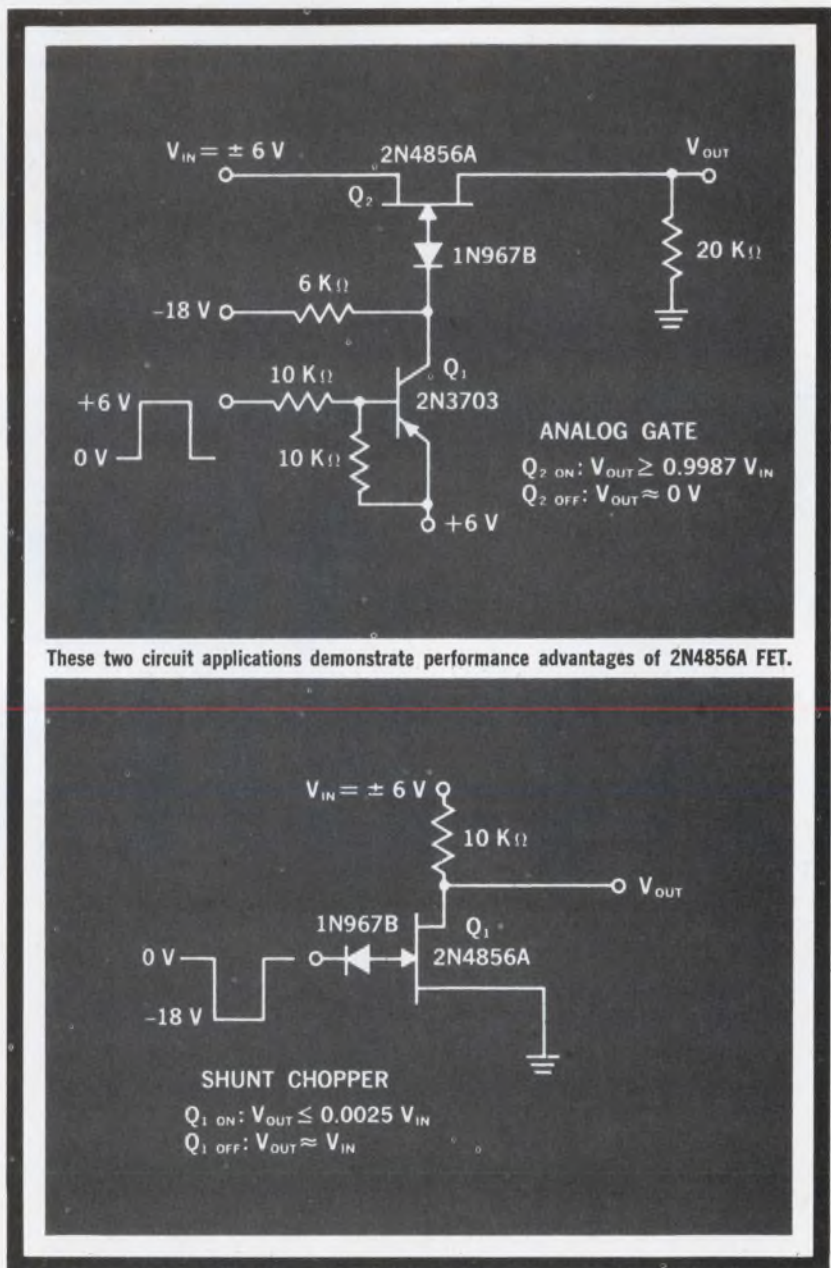 V_IN = ± 6 V
2N4856A
V_OUT
Q₂
1N967B
20 KΩ
6 KΩ
–18 V
10 KΩ
Q₁
+6 V
2N3703
0 V
10 KΩ
ANALOG GATE
Q₂ ON: V_OUT ≥ 0.9987 V_IN
Q₂ OFF: V_OUT ≈ 0 V
+6 V
These two circuit applications demonstrate performance advantages of 2N4856A FET.
V_IN = ± 6 V
10 KΩ
V_OUT
1N967B
Q₁
0 V
2N4856A
–18 V
SHUNT CHOPPER
Q₁ ON: V_OUT ≤ 0.0025 V_IN
Q₁ OFF: V_OUT ≈ V_IN